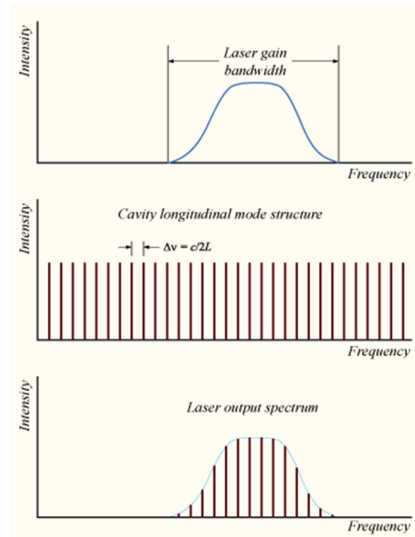 Intensity
Laser gain
bandwidth
Frequency
Intensity
Cavity longitudinal mode structure
Δν = c/2L
Frequency
Intensity
Laser output spectrum
Frequency